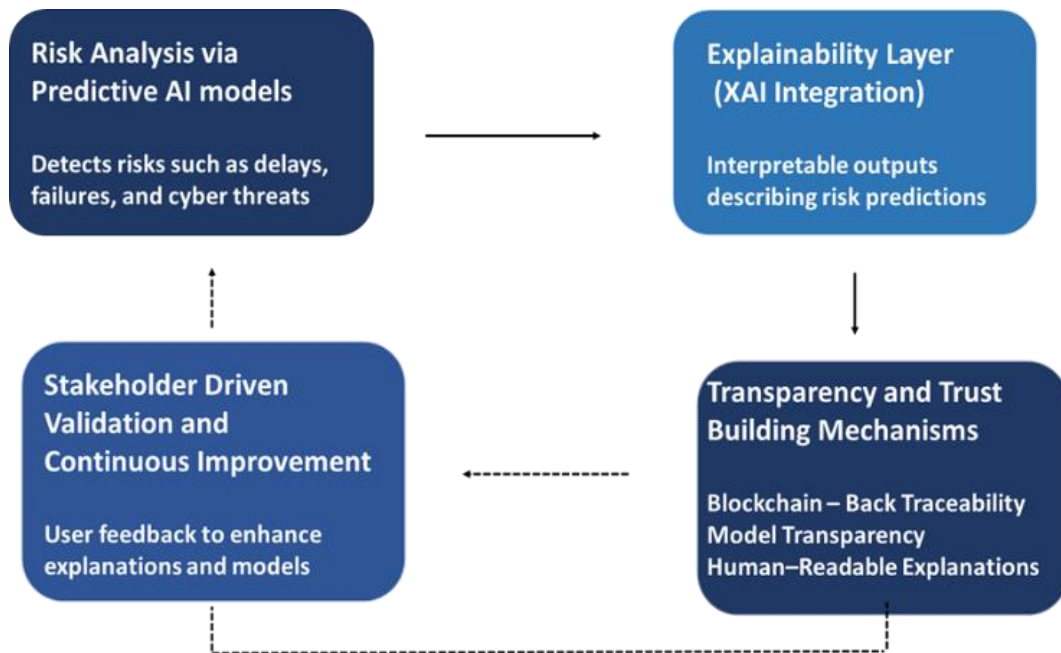 Risk Analysis via
Predictive AI models
Detects risks such as delays,
failures, and cyber threats
Explainability Layer
(XAI Integration)
Interpretable outputs
describing risk predictions
Stakeholder Driven
Validation and
Continuous Improvement
User feedback to enhance
explanations and models
Transparency and Trust
Building Mechanisms
Blockchain – Back Traceability
Model Transparency
Human–Readable Explanations